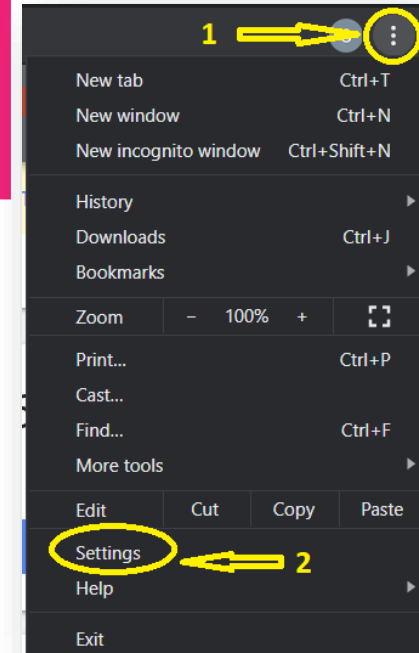 1
New tab Ctrl+T
New window Ctrl+N
New incognito window Ctrl+Shift+N
History
Downloads Ctrl+J
Bookmarks
Zoom – 100% +
Print... Ctrl+P
Cast...
Find... Ctrl+F
More tools
Edit Cut Copy Paste
Settings 2
Help
Exit